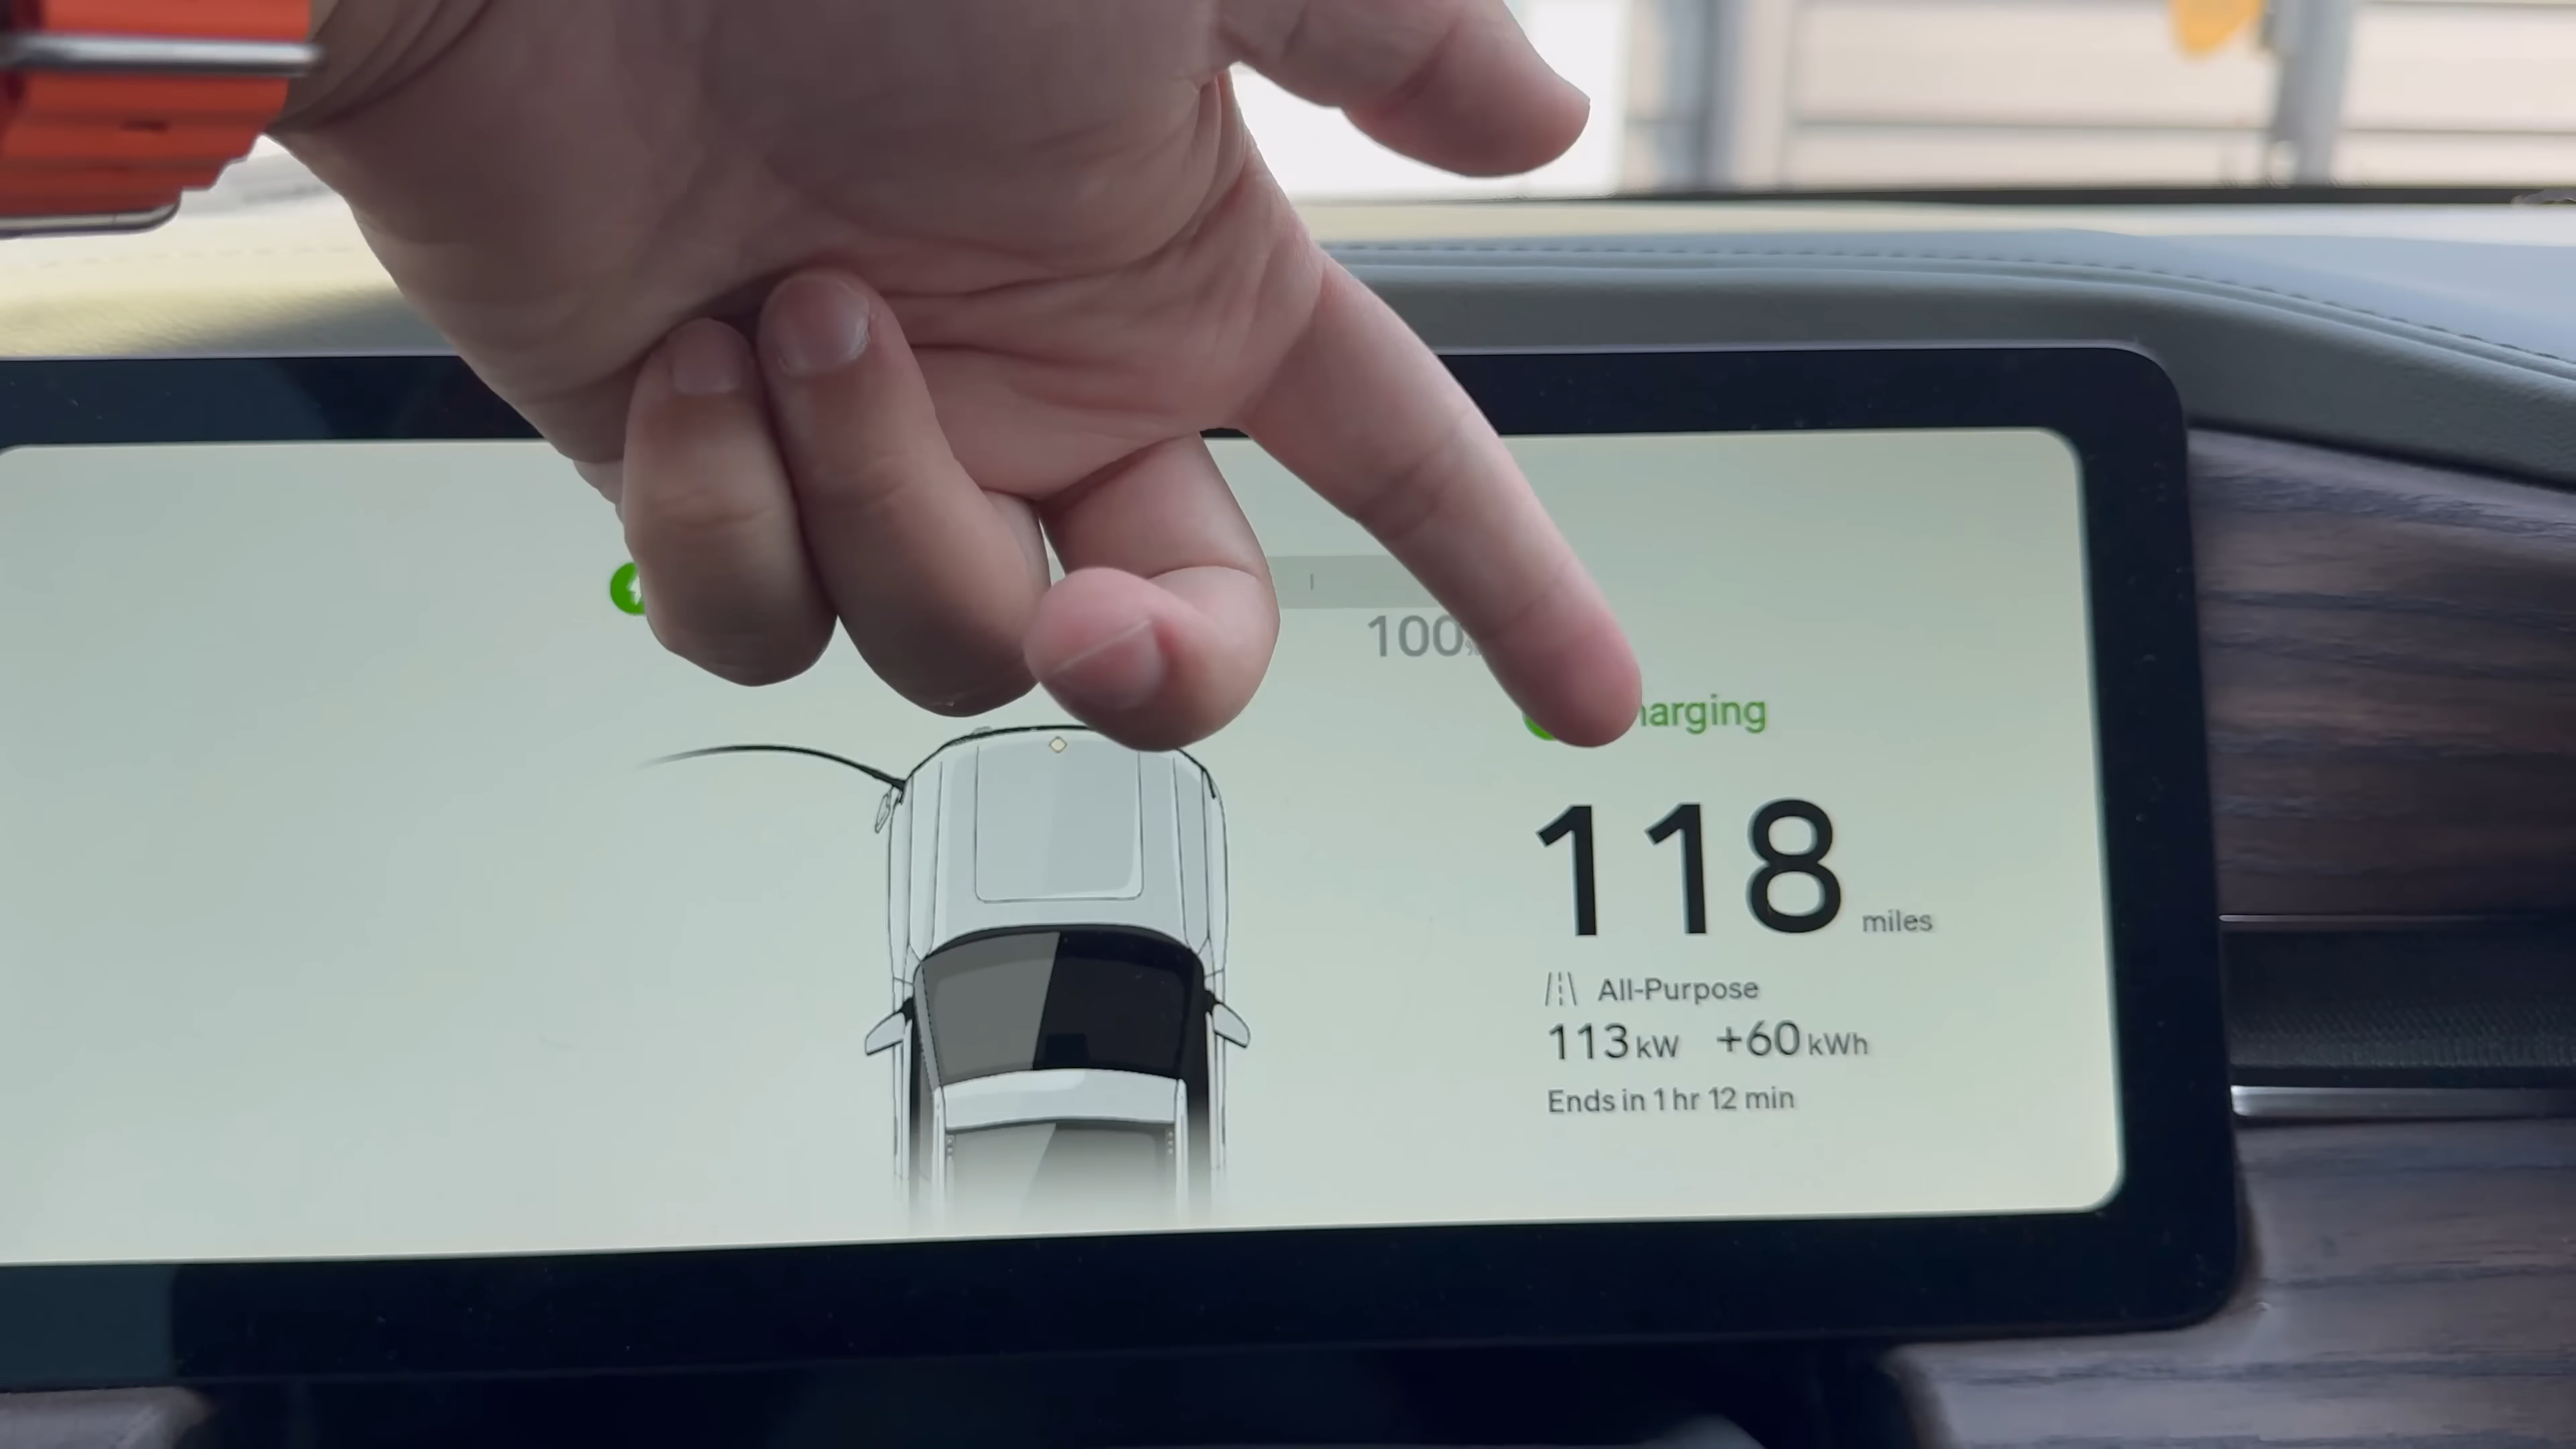 100%
harging
118 miles
All-Purpose
113 kW +60 kWh
Ends in 1 hr 12 min